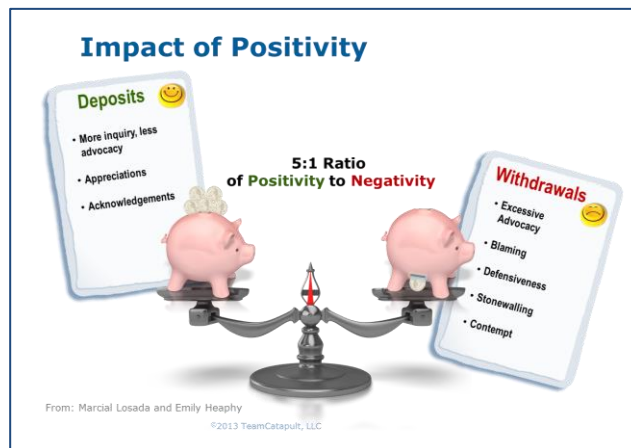 Impact of Positivity
Deposits
• More inquiry, less
advocacy
• Appreciations
• Acknowledgements
5:1 Ratio
of Positivity to Negativity
Withdrawals
• Excessive
Advocacy
• Blaming
• Defensiveness
• Stonewalling
• Contempt
From: Marcial Losada and Emily Heaphy
©2013 TeamCatapult, LLC